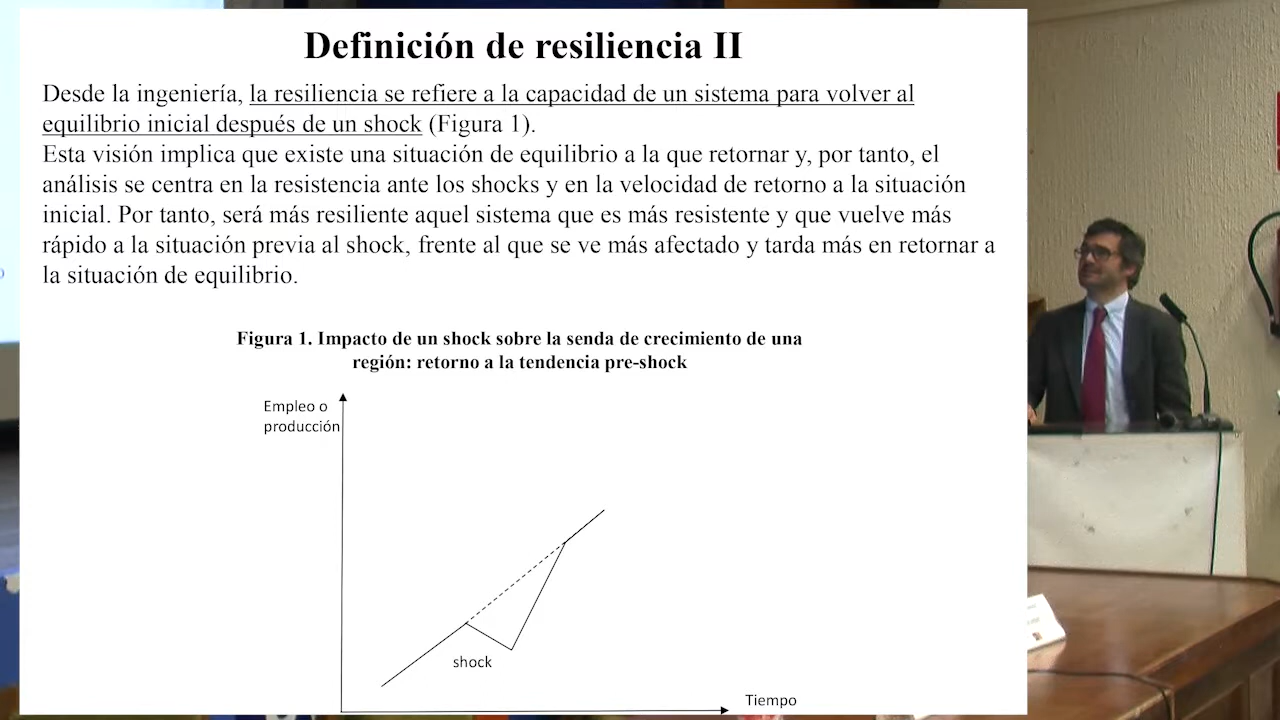 Definición de resiliencia II
Desde la ingeniería, la resiliencia se refiere a la capacidad de un sistema para volver al
equilibrio inicial después de un shock (Figura 1).
Esta visión implica que existe una situación de equilibrio a la que retornar y, por tanto, el
análisis se centra en la resistencia ante los shocks y en la velocidad de retorno a la situación
inicial. Por tanto, será más resiliente aquel sistema que es más resistente y que vuelve más
rápido a la situación previa al shock, frente al que se ve más afectado y tarda más en retornar a
la situación de equilibrio.
Figura 1. Impacto de un shock sobre la senda de crecimiento de una
región: retorno a la tendencia pre-shock
Empleo o
producción
shock
Tiempo